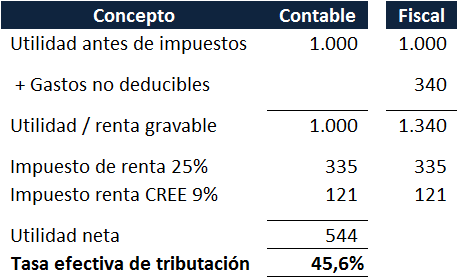 Concepto Contable Fiscal
Utilidad antes de impuestos 1.000 1.000
+ Gastos no deducibles 340
Utilidad / renta gravable 1.000 1.340
Impuesto de renta 25% 335 335
Impuesto renta CREE 9% 121 121
Utilidad neta 544
Tasa efectiva de tributación 45,6%